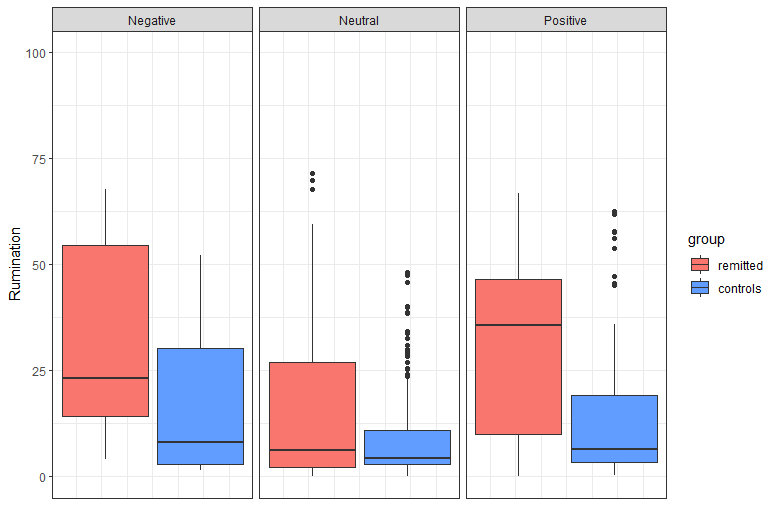 Negative Neutral Positive
100
75
50
25
0
Rumination
group
remitted
controls